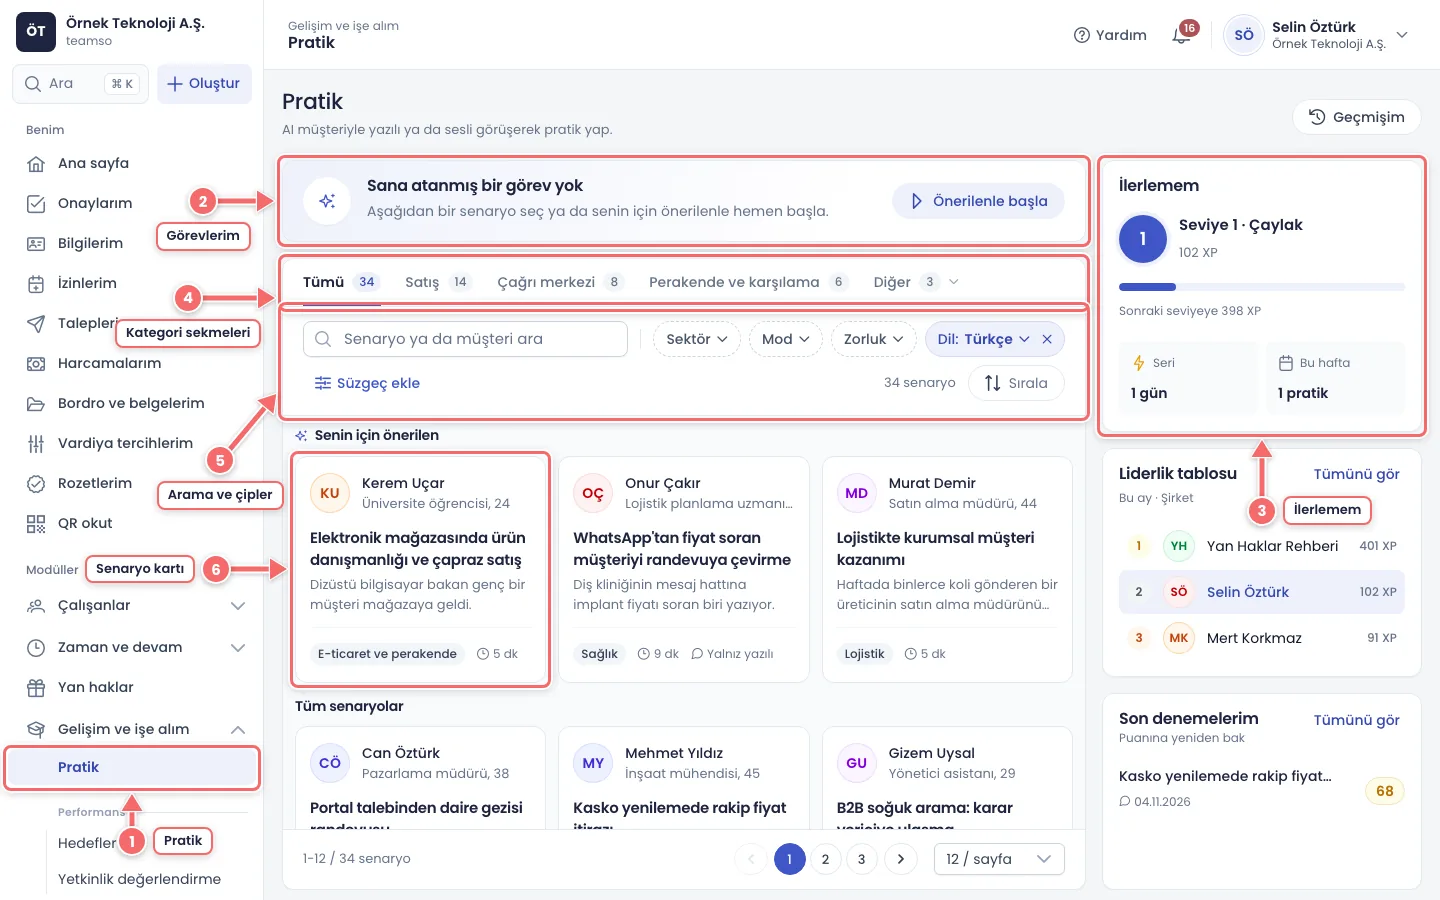 ÖT
Örnek Teknoloji A.Ş.
teamso
Ara
⌘ K
Oluştur
Benim
Ana sayfa
Onaylarım
Bilgilerim
İzinlerim
Harcamalarım
Bordro ve belgelerim
Vardiya tercihlerim
Rozetlerim
QR okut
Modüller
Çalışanlar
Zaman ve devam
Yan haklar
Gelişim ve işe alım
Pratik
Performans
Hedefler
Yetkinlik değerlendirme
2
Görevlerim
4
Kategori sekmeleri
5
Arama ve çipler
Senaryo kartı
6
1
Pratik
Gelişim ve işe alım
Pratik
Yardım
16
SÖ
Selin Öztürk
Örnek Teknoloji A.Ş.
Pratik
AI müşteriyle yazılı ya da sesli görüşerek pratik yap.
Geçmişim
Sana atanmış bir görev yok
Aşağıdan bir senaryo seç ya da senin için önerilenle hemen başla.
Önerilenle başla
Tümü 34
Satış 14
Çağrı merkezi 8
Perakende ve karşılama 6
Diğer 3
Senaryo ya da müşteri ara
Sektör
Mod
Zorluk
Dil: Türkçe
Süzgeç ekle
34 senaryo
Sırala
Senin için önerilen
KU
Kerem Uçar
Üniversite öğrencisi, 24
Elektronik mağazasında ürün
danışmanlığı ve çapraz satış
Dizüstü bilgisayar bakan genç bir
müşteri mağazaya geldi.
E-ticaret ve perakende
5 dk
OÇ
Onur Çakır
Lojistik planlama uzmanı…
WhatsApp'tan fiyat soran
müşteriyi randevuya çevirme
Diş kliniğinin mesaj hattına
implant fiyatı soran biri yazıyor.
Sağlık
9 dk
Yalnız yazılı
MD
Murat Demir
Satın alma müdürü, 44
Lojistikte kurumsal müşteri
kazanımı
Haftada binlerce koli gönderen bir
üreticinin satın alma müdürünü…
Lojistik
5 dk
Tüm senaryolar
CÖ
Can Öztürk
Pazarlama müdürü, 38
Portal talebinden daire gezisi
MY
Mehmet Yıldız
İnşaat mühendisi, 45
Kasko yenilemede rakip fiyat
GU
Gizem Uysal
Yönetici asistanı, 29
B2B soğuk arama: karar
1-12 / 34 senaryo
1
2
3
12 / sayfa
İlerlemem
1
Seviye 1 · Çaylak
102 XP
Sonraki seviyeye 398 XP
Seri
1 gün
Bu hafta
1 pratik
Liderlik tablosu
Tümünü gör
Bu ay · Şirket
3
İlerlemem
1
YH
Yan Haklar Rehberi
401 XP
2
SÖ
Selin Öztürk
102 XP
3
MK
Mert Korkmaz
91 XP
Son denemelerim
Tümünü gör
Puanına yeniden bak
Kasko yenilemede rakip fiyat…
04.11.2026
68